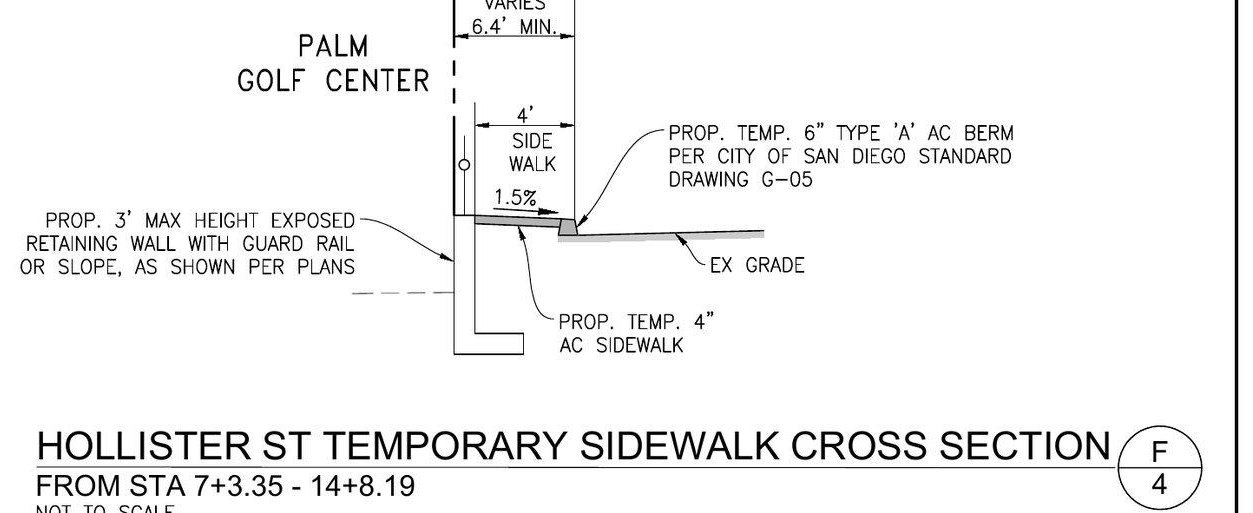 VARIES
6.4' MIN.
PALM
GOLF CENTER
4'
SIDE
WALK
1.5%
PROP. TEMP. 6" TYPE 'A' AC BERM
PER CITY OF SAN DIEGO STANDARD
DRAWING G-05
PROP. 3' MAX HEIGHT EXPOSED
RETAINING WALL WITH GUARD RAIL
OR SLOPE, AS SHOWN PER PLANS
EX GRADE
PROP. TEMP. 4"
AC SIDEWALK
HOLLISTER ST TEMPORARY SIDEWALK CROSS SECTION
F
4
FROM STA 7+3.35 - 14+8.19
NOT TO SCALE